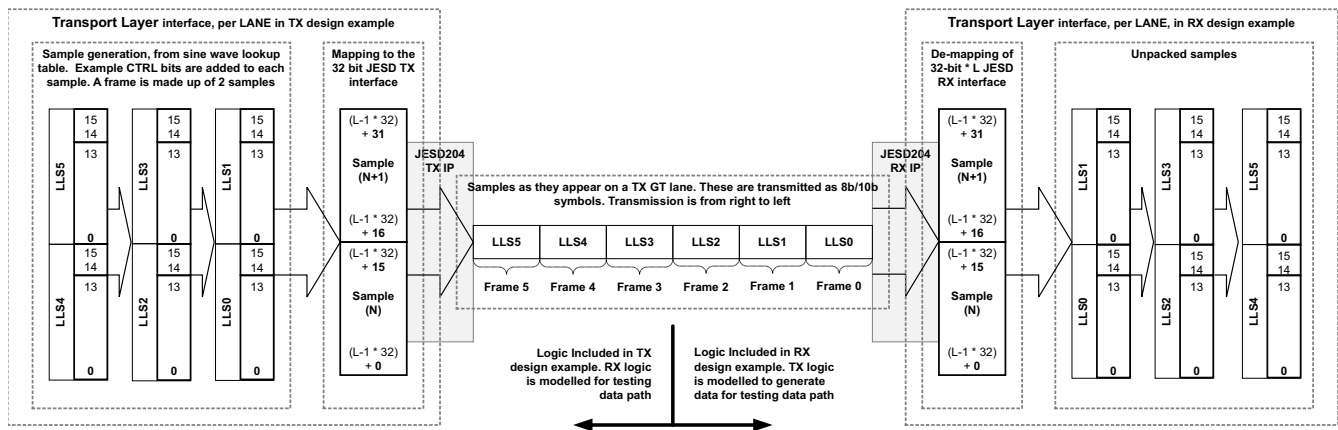 Transport Layer interface, per LANE in TX design example
Sample generation, from sine wave lookup
table. Example CTRL bits are added to each
sample. A frame is made up of 2 samples
LLS5
15
14
13
0
LLS4
15
14
13
0
LLS3
15
14
13
0
LLS2
15
14
13
0
LLS1
15
14
13
0
LLS0
15
14
13
0
Mapping to the
32 bit JESD TX
interface
(L-1 * 32)
+ 31
Sample
(N+1)
(L-1 * 32)
+ 16
(L-1 * 32)
+ 15
Sample
(N)
(L-1 * 32)
+ 0
JESD204
TX IP
Samples as they appear on a TX GT lane. These are transmitted as 8b/10b
symbols. Transmission is from right to left
LLS5 LLS4 LLS3 LLS2 LLS1 LLS0
Frame 5 Frame 4 Frame 3 Frame 2 Frame 1 Frame 0
Logic Included in TX
design example. RX logic
is modelled for testing
data path
Logic Included in RX
design example. TX logic
is modelled to generate
data for testing data path
JESD204
RX IP
Transport Layer interface, per LANE, in RX design example
De-mapping of
32-bit * L JESD
RX interface
(L-1 * 32)
+ 31
Sample
(N+1)
(L-1 * 32)
+ 16
(L-1 * 32)
+ 15
Sample
(N)
(L-1 * 32)
+ 0
Unpacked samples
LLS1
15
14
13
0
LLS0
15
14
13
0
LLS3
15
14
13
0
LLS2
15
14
13
0
LLS5
15
14
13
0
LLS4
15
14
13
0